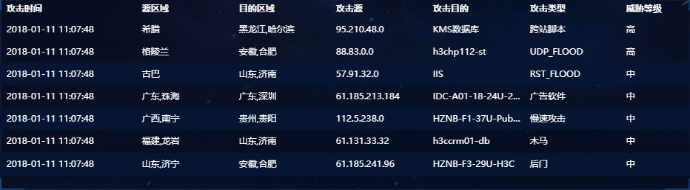 攻击时间 源区域 目的区域 攻击源 攻击目的 攻击类型 威胁等级
2018-01-11 11:07:48 希腊 黑龙江,哈尔滨 95.210.48.0 KMS数据库 跨站脚本 高
2018-01-11 11:07:48 格陵兰 安徽,合肥 88.83.0.0 h3chp112-st UDP_FLOOD 高
2018-01-11 11:07:48 古巴 山东,济南 57.91.32.0 IIS RST_FLOOD 中
2018-01-11 11:07:48 广东,珠海 广东,深圳 61.185.213.184 IDC-A01-18-24U-2... 广告软件 中
2018-01-11 11:07:48 广西,南宁 贵州,贵阳 112.5.238.0 HZNB-F1-37U-Pub... 慢速攻击 中
2018-01-11 11:07:48 福建,龙岩 山东,济南 61.131.33.32 h3ccrm01-db 木马 中
2018-01-11 11:07:48 山东,济宁 安徽,合肥 61.185.241.96 HZNB-F3-29U-H3C 后门 中